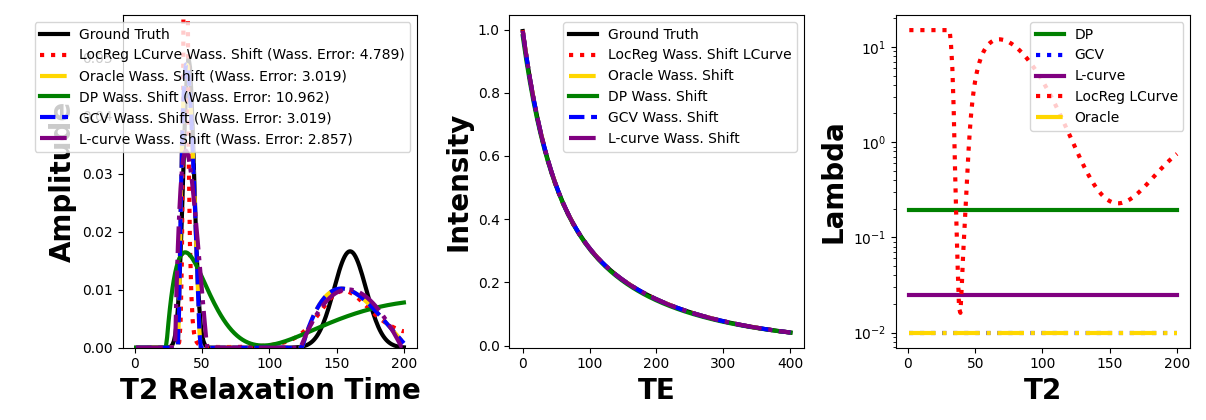 Ground Truth
LocReg LCurve Wass. Shift (Wass. Error: 4.789)
Oracle Wass. Shift (Wass. Error: 3.019)
DP Wass. Shift (Wass. Error: 10.962)
GCV Wass. Shift (Wass. Error: 3.019)
L-curve Wass. Shift (Wass. Error: 2.857)
Amplitude
0.05
0.04
0.03
0.02
0.01
0.00
0 50 100 150 200
T2 Relaxation Time
Ground Truth
LocReg Wass. Shift LCurve
Oracle Wass. Shift
DP Wass. Shift
GCV Wass. Shift
L-curve Wass. Shift
Intensity
1.0
0.8
0.6
0.4
0.2
0.0
0 100 200 300 400
TE
DP
GCV
L-curve
LocReg LCurve
Oracle
Lambda
10¹
10⁰
10⁻¹
10⁻²
0 50 100 150 200
T2